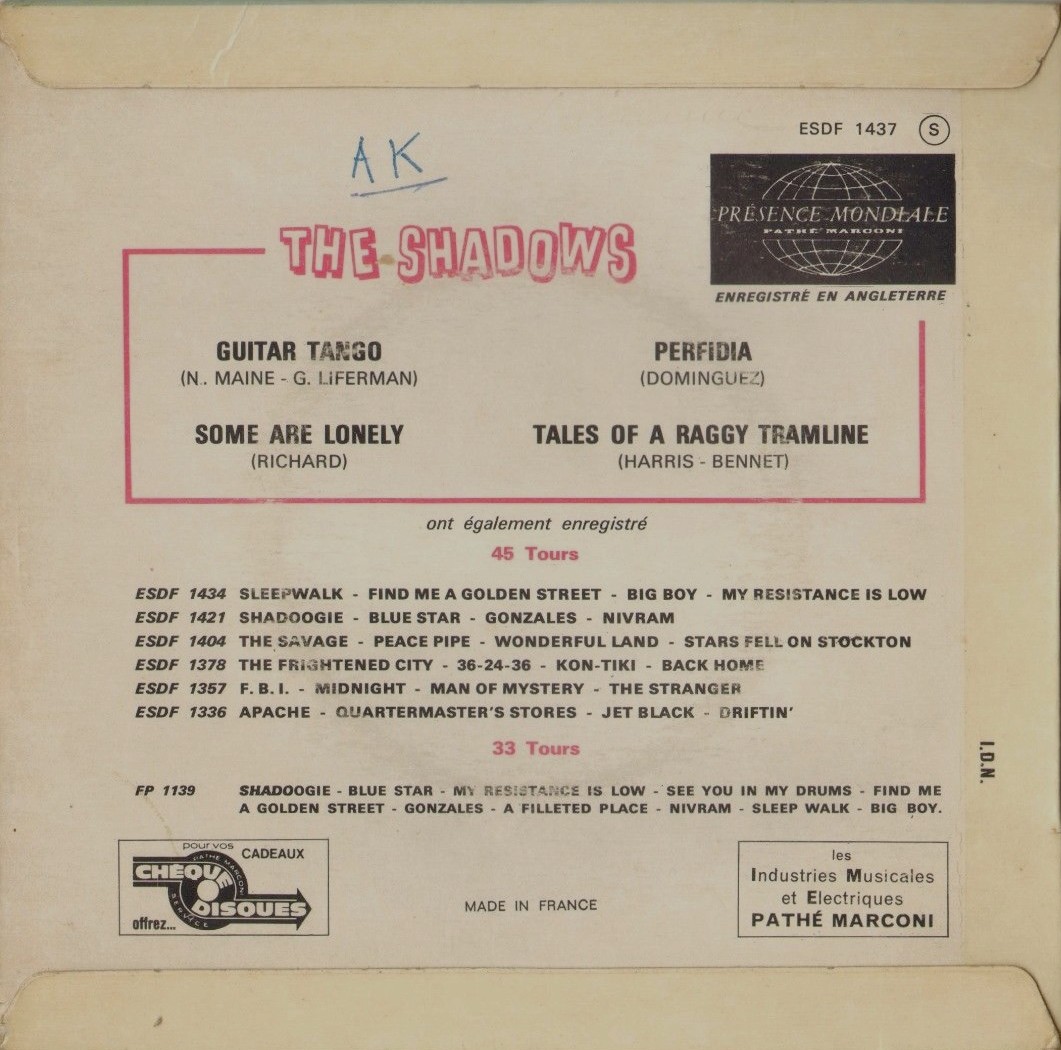 ESDF 1437 S
AK
PRÉSENCE MONDIALE
PATHÉ MARCONI
ENREGISTRÉ EN ANGLETERRE
THE SHADOWS
GUITAR TANGO
(N. MAINE - G. LIFERMAN)
PERFIDIA
(DOMINGUEZ)
SOME ARE LONELY
(RICHARD)
TALES OF A RAGGY TRAMLINE
(HARRIS - BENNET)
ont également enregistré
45 Tours
ESDF 1434 SLEEPWALK - FIND ME A GOLDEN STREET - BIG BOY - MY RESISTANCE IS LOW
ESDF 1421 SHADOOGIE - BLUE STAR - GONZALES - NIVRAM
ESDF 1404 THE SAVAGE - PEACE PIPE - WONDERFUL LAND - STARS FELL ON STOCKTON
ESDF 1378 THE FRIGHTENED CITY - 36-24-36 - KON-TIKI - BACK HOME
ESDF 1357 F.B.I. - MIDNIGHT - MAN OF MYSTERY - THE STRANGER
ESDF 1336 APACHE - QUARTERMASTER'S STORES - JET BLACK - DRIFTIN'
33 Tours
FP 1139 SHADOOGIE - BLUE STAR - MY RESISTANCE IS LOW - SEE YOU IN MY DRUMS - FIND ME
A GOLDEN STREET - GONZALES - A FILLETED PLACE - NIVRAM - SLEEP WALK - BIG BOY.
I.D.N.
pour vos CADEAUX
PATHÉ MARCONI
CHÈQUE
DISQUES
SERVICE
offrez...
MADE IN FRANCE
les
Industries Musicales
et Electriques
PATHÉ MARCONI